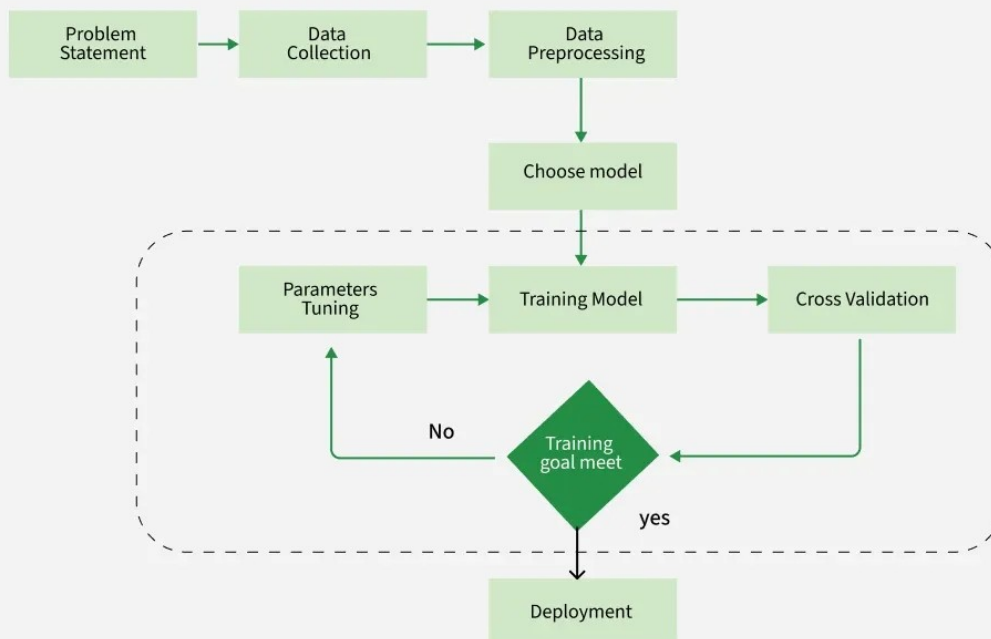 Problem
Statement
Data
Collection
Data
Preprocessing
Choose model
Parameters
Tuning
Training Model
Cross Validation
No
Training
goal meet
yes
Deployment